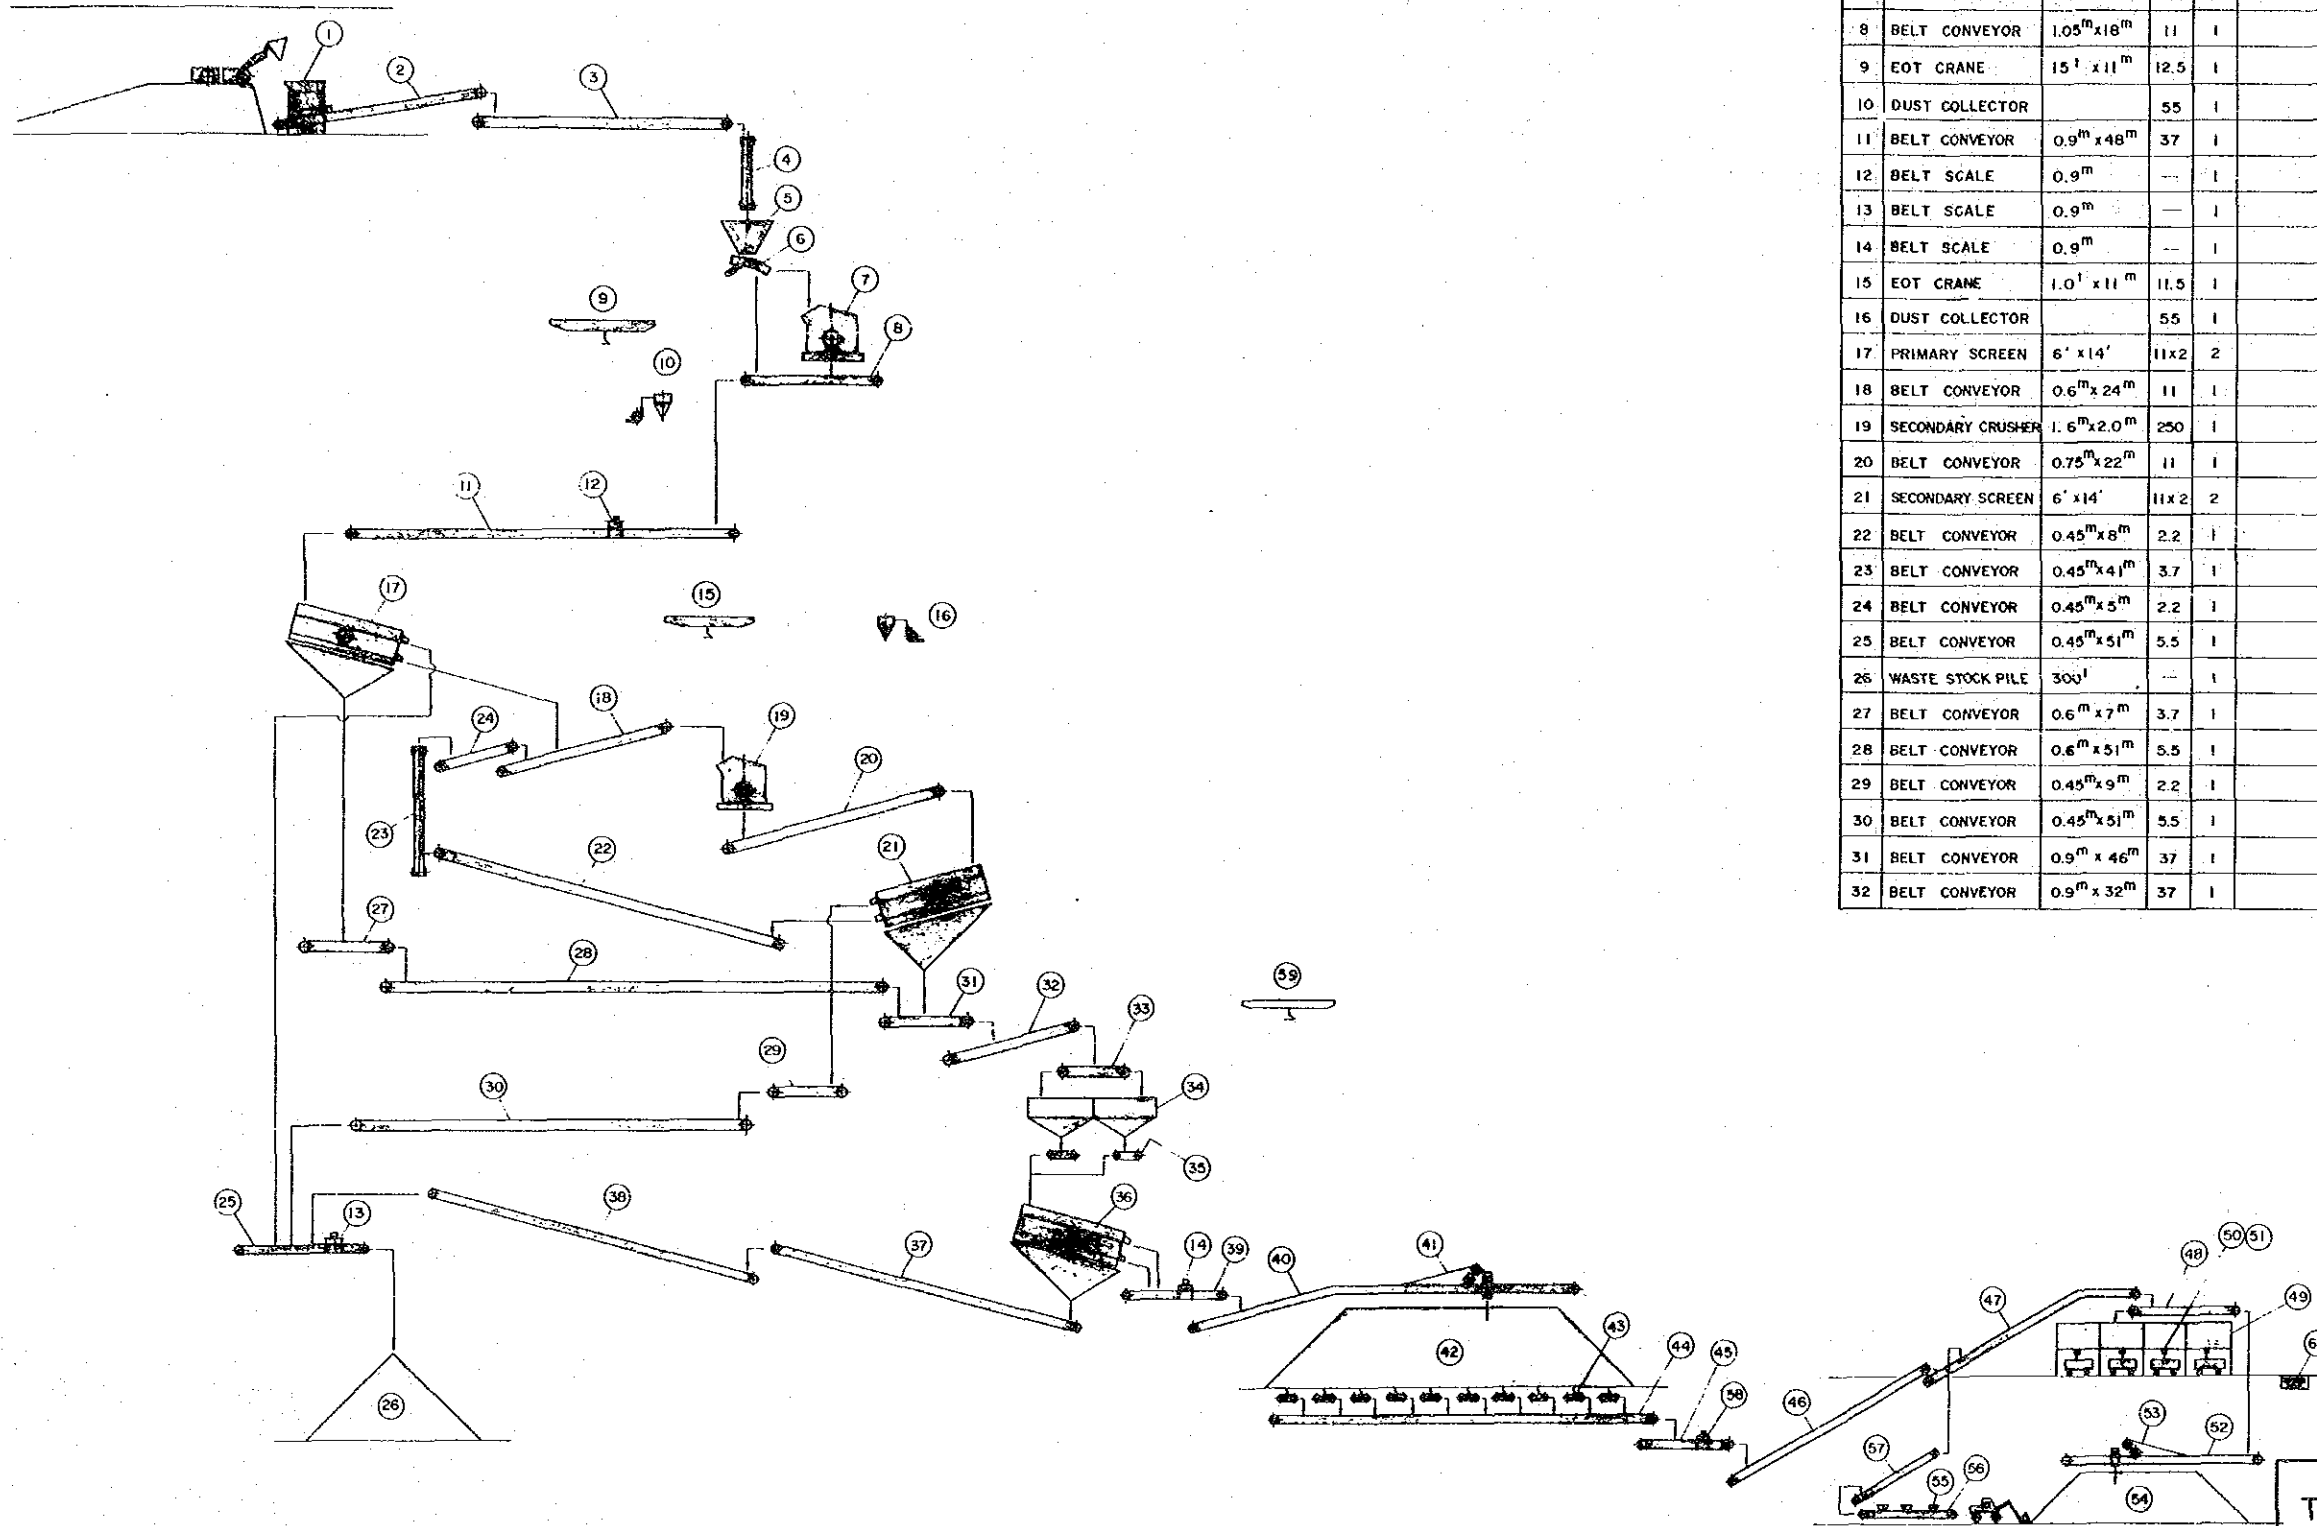 1
2
3
4
5
6
7
8
9
10
11
12
17
15
16
18
24
19
20
23
22
21
27
28
31
32
59
33
29
30
34
35
25
13
38
36
37
14
39
40
41
42
43
44
45
58
26
46
47
48
50 51
49
57
55
56
53
52
54
6
T
8 BELT CONVEYOR 1.05m x 18m 11 1
9 EOT CRANE 15t x 11m 12.5 1
10 DUST COLLECTOR 55 1
11 BELT CONVEYOR 0.9m x 48m 37 1
12 BELT SCALE 0.9m --- 1
13 BELT SCALE 0.9m — 1
14 BELT SCALE 0.9m --- 1
15 EOT CRANE 1.0t x 11m 11.5 1
16 DUST COLLECTOR 55 1
17 PRIMARY SCREEN 6' x 14' 11x2 2
18 BELT CONVEYOR 0.6m x 24m 11 1
19 SECONDARY CRUSHER 1.6m x 2.0m 250 1
20 BELT CONVEYOR 0.75m x 22m 11 1
21 SECONDARY SCREEN 6' x 14' 11x2 2
22 BELT CONVEYOR 0.45m x 8m 2.2 1
23 BELT CONVEYOR 0.45m x 41m 3.7 1
24 BELT CONVEYOR 0.45m x 5m 2.2 1
25 BELT CONVEYOR 0.45m x 51m 5.5 1
26 WASTE STOCK PILE 300t --- 1
27 BELT CONVEYOR 0.6m x 7m 3.7 1
28 BELT CONVEYOR 0.6m x 51m 5.5 1
29 BELT CONVEYOR 0.45m x 9m 2.2 1
30 BELT CONVEYOR 0.45m x 51m 5.5 1
31 BELT CONVEYOR 0.9m x 46m 37 1
32 BELT CONVEYOR 0.9m x 32m 37 1